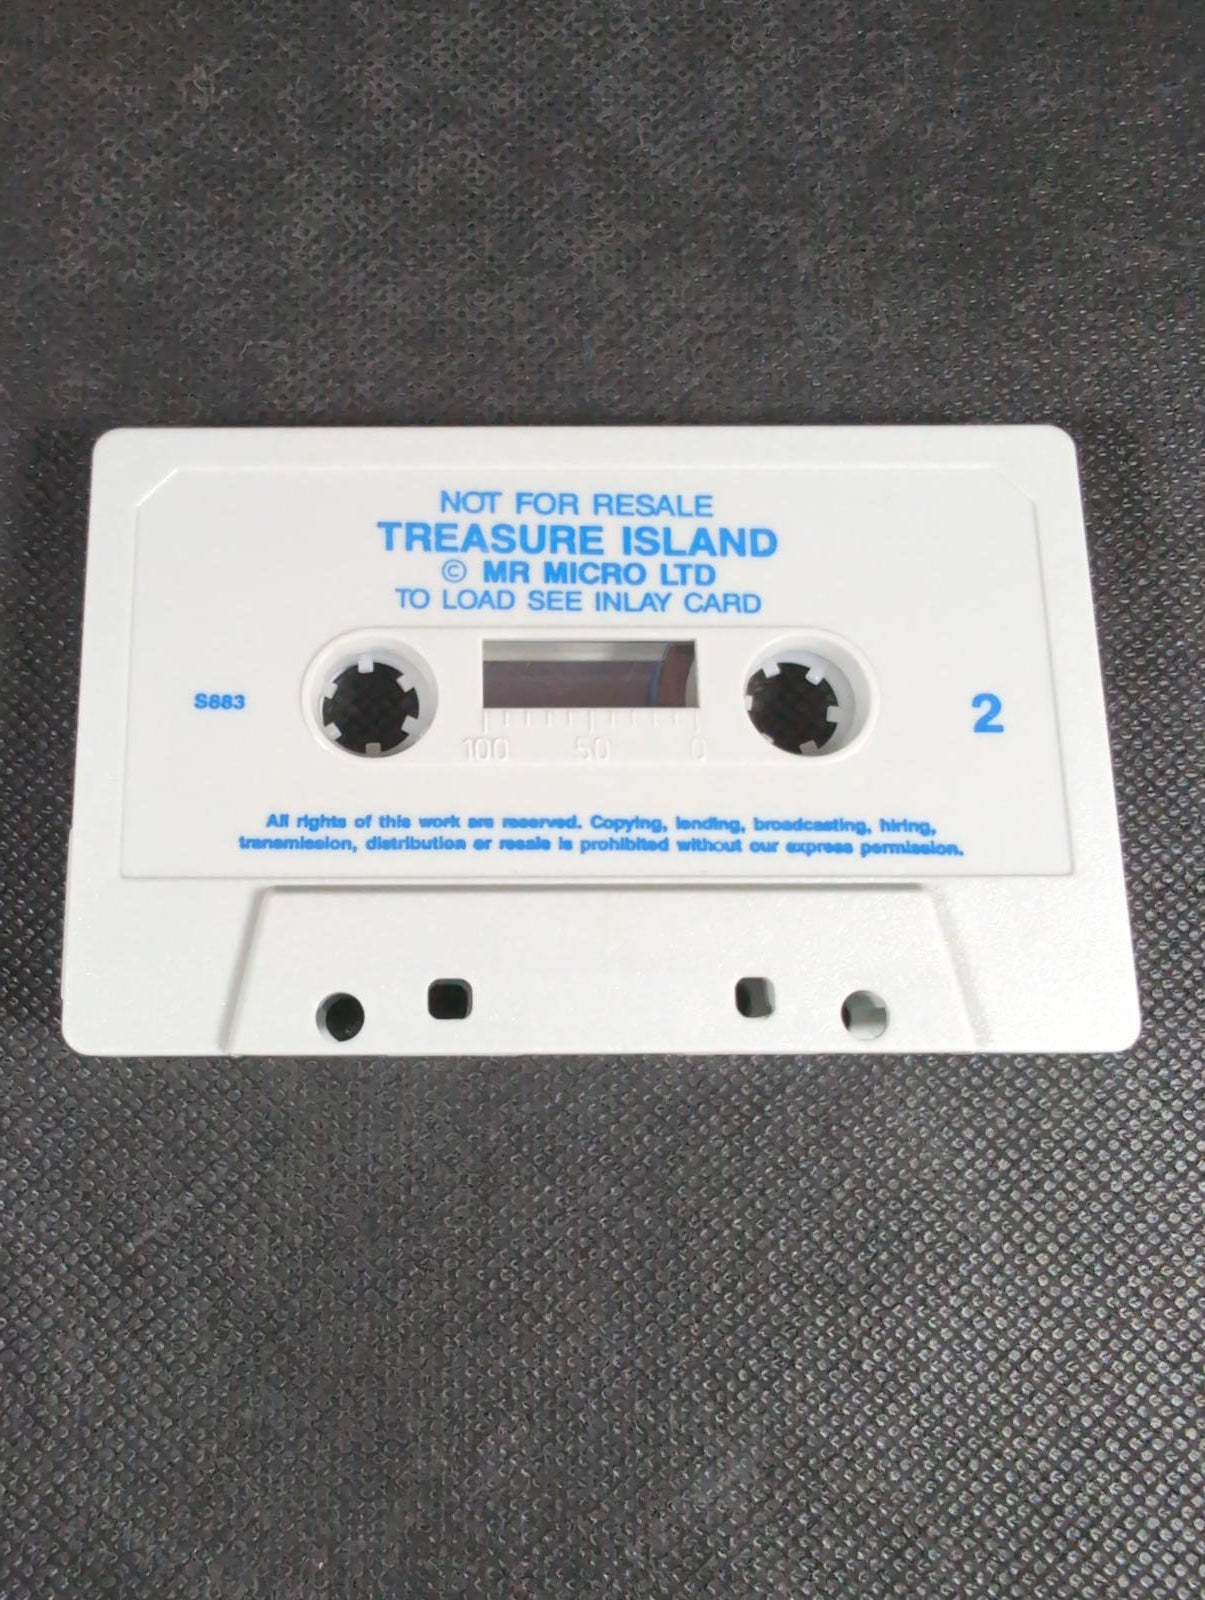 NOT FOR RESALE
TREASURE ISLAND
© MR MICRO LTD
TO LOAD SEE INLAY CARD
S883
2
100 50 0
All rights of this work are reserved. Copying, lending, broadcasting, hiring,
transmission, distribution or resale is prohibited without our express permission.